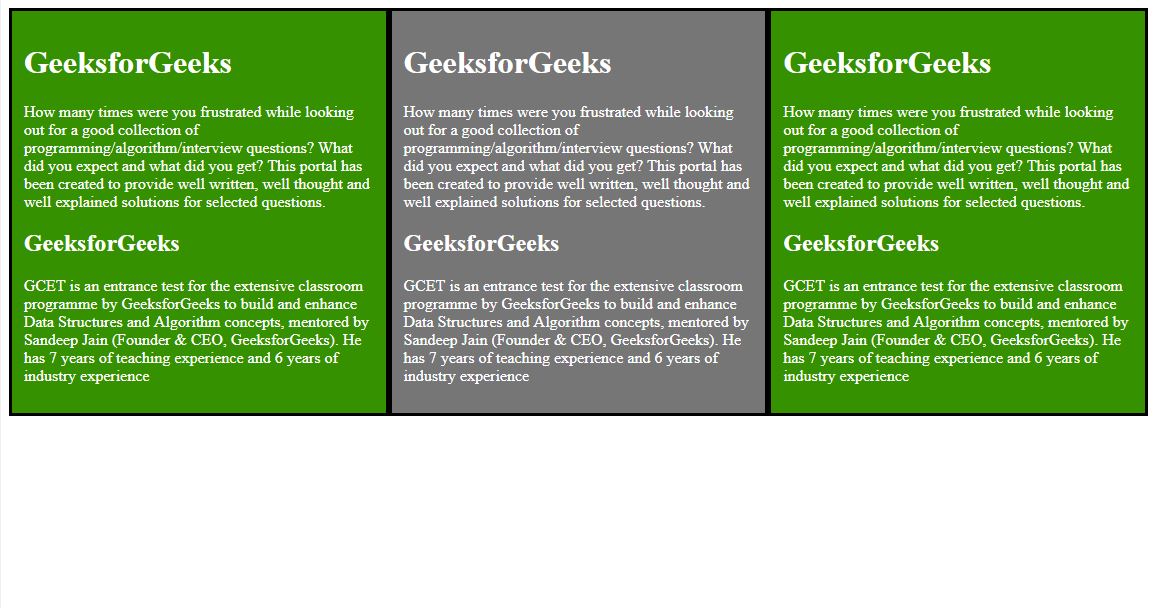 GeeksforGeeks
How many times were you frustrated while looking
out for a good collection of
programming/algorithm/interview questions? What
did you expect and what did you get? This portal has
been created to provide well written, well thought and
well explained solutions for selected questions.
GeeksforGeeks
GCET is an entrance test for the extensive classroom
programme by GeeksforGeeks to build and enhance
Data Structures and Algorithm concepts, mentored by
Sandeep Jain (Founder & CEO, GeeksforGeeks). He
has 7 years of teaching experience and 6 years of
industry experience
GeeksforGeeks
How many times were you frustrated while looking
out for a good collection of
programming/algorithm/interview questions? What
did you expect and what did you get? This portal has
been created to provide well written, well thought and
well explained solutions for selected questions.
GeeksforGeeks
GCET is an entrance test for the extensive classroom
programme by GeeksforGeeks to build and enhance
Data Structures and Algorithm concepts, mentored by
Sandeep Jain (Founder & CEO, GeeksforGeeks). He
has 7 years of teaching experience and 6 years of
industry experience
GeeksforGeeks
How many times were you frustrated while looking
out for a good collection of
programming/algorithm/interview questions? What
did you expect and what did you get? This portal has
been created to provide well written, well thought and
well explained solutions for selected questions.
GeeksforGeeks
GCET is an entrance test for the extensive classroom
programme by GeeksforGeeks to build and enhance
Data Structures and Algorithm concepts, mentored by
Sandeep Jain (Founder & CEO, GeeksforGeeks). He
has 7 years of teaching experience and 6 years of
industry experience